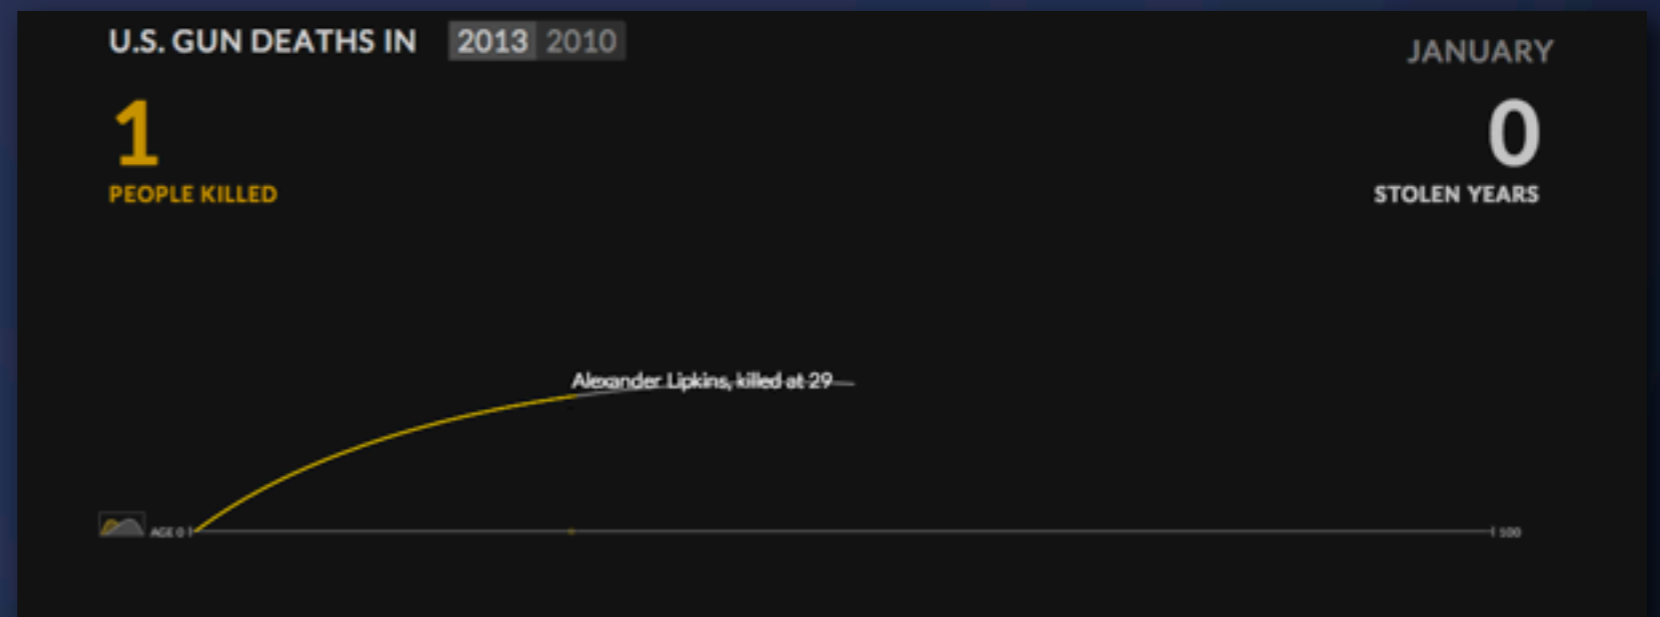 U.S. GUN DEATHS IN 2013 2010
JANUARY
1
PEOPLE KILLED
0
STOLEN YEARS
Alexander Lipkins, killed at 29
AGE 0
100